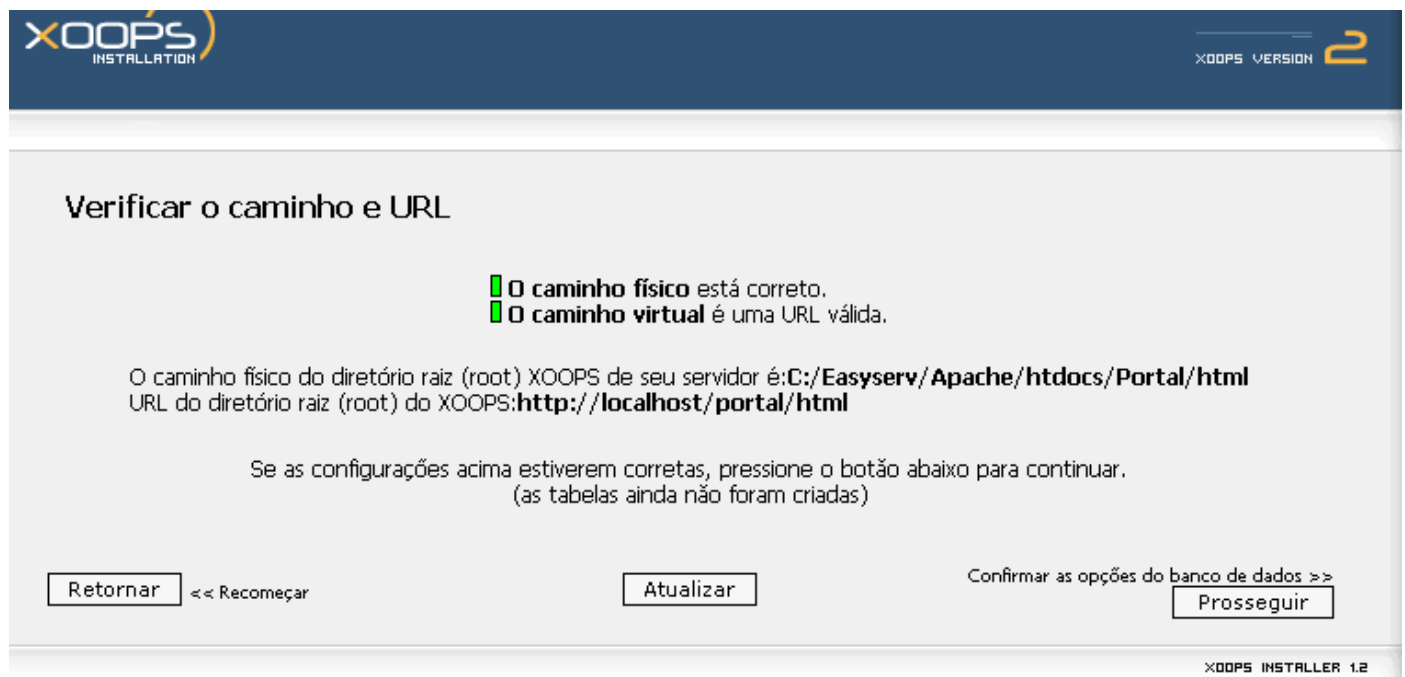 XOOPS
INSTALLATION
XOOPS VERSION 2
Verificar o caminho e URL
O caminho físico está correto.
O caminho virtual é uma URL válida.
O caminho físico do diretório raiz (root) XOOPS de seu servidor é:C:/Easyserv/Apache/htdocs/Portal/html
URL do diretório raiz (root) do XOOPS:http://localhost/portal/html
Se as configurações acima estiverem corretas, pressione o botão abaixo para continuar.
(as tabelas ainda não foram criadas)
Retornar << Recomeçar
Atualizar
Confirmar as opções do banco de dados >>
Prosseguir
XOOPS INSTALLER 1.2